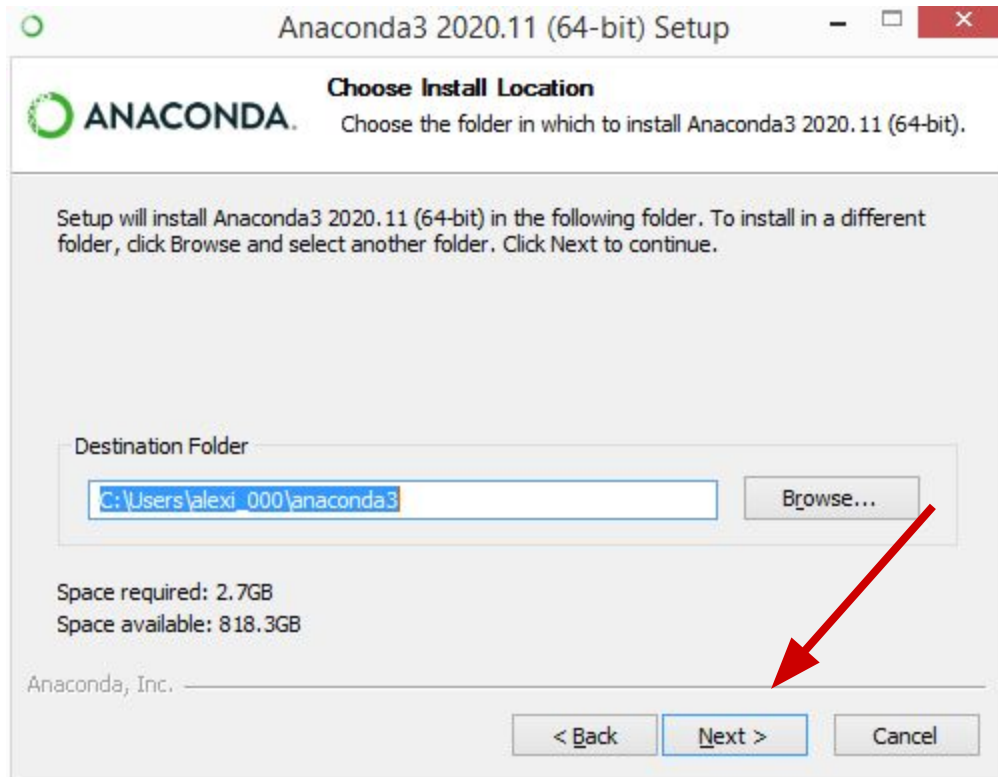 Anaconda3 2020.11 (64-bit) Setup
ANACONDA.
Choose Install Location
Choose the folder in which to install Anaconda3 2020.11 (64-bit).
Setup will install Anaconda3 2020.11 (64-bit) in the following folder. To install in a different
folder, click Browse and select another folder. Click Next to continue.
Destination Folder
C:\Users\alexi_000\anaconda3
Browse...
Space required: 2.7GB
Space available: 818.3GB
Anaconda, Inc.
< Back
Next >
Cancel